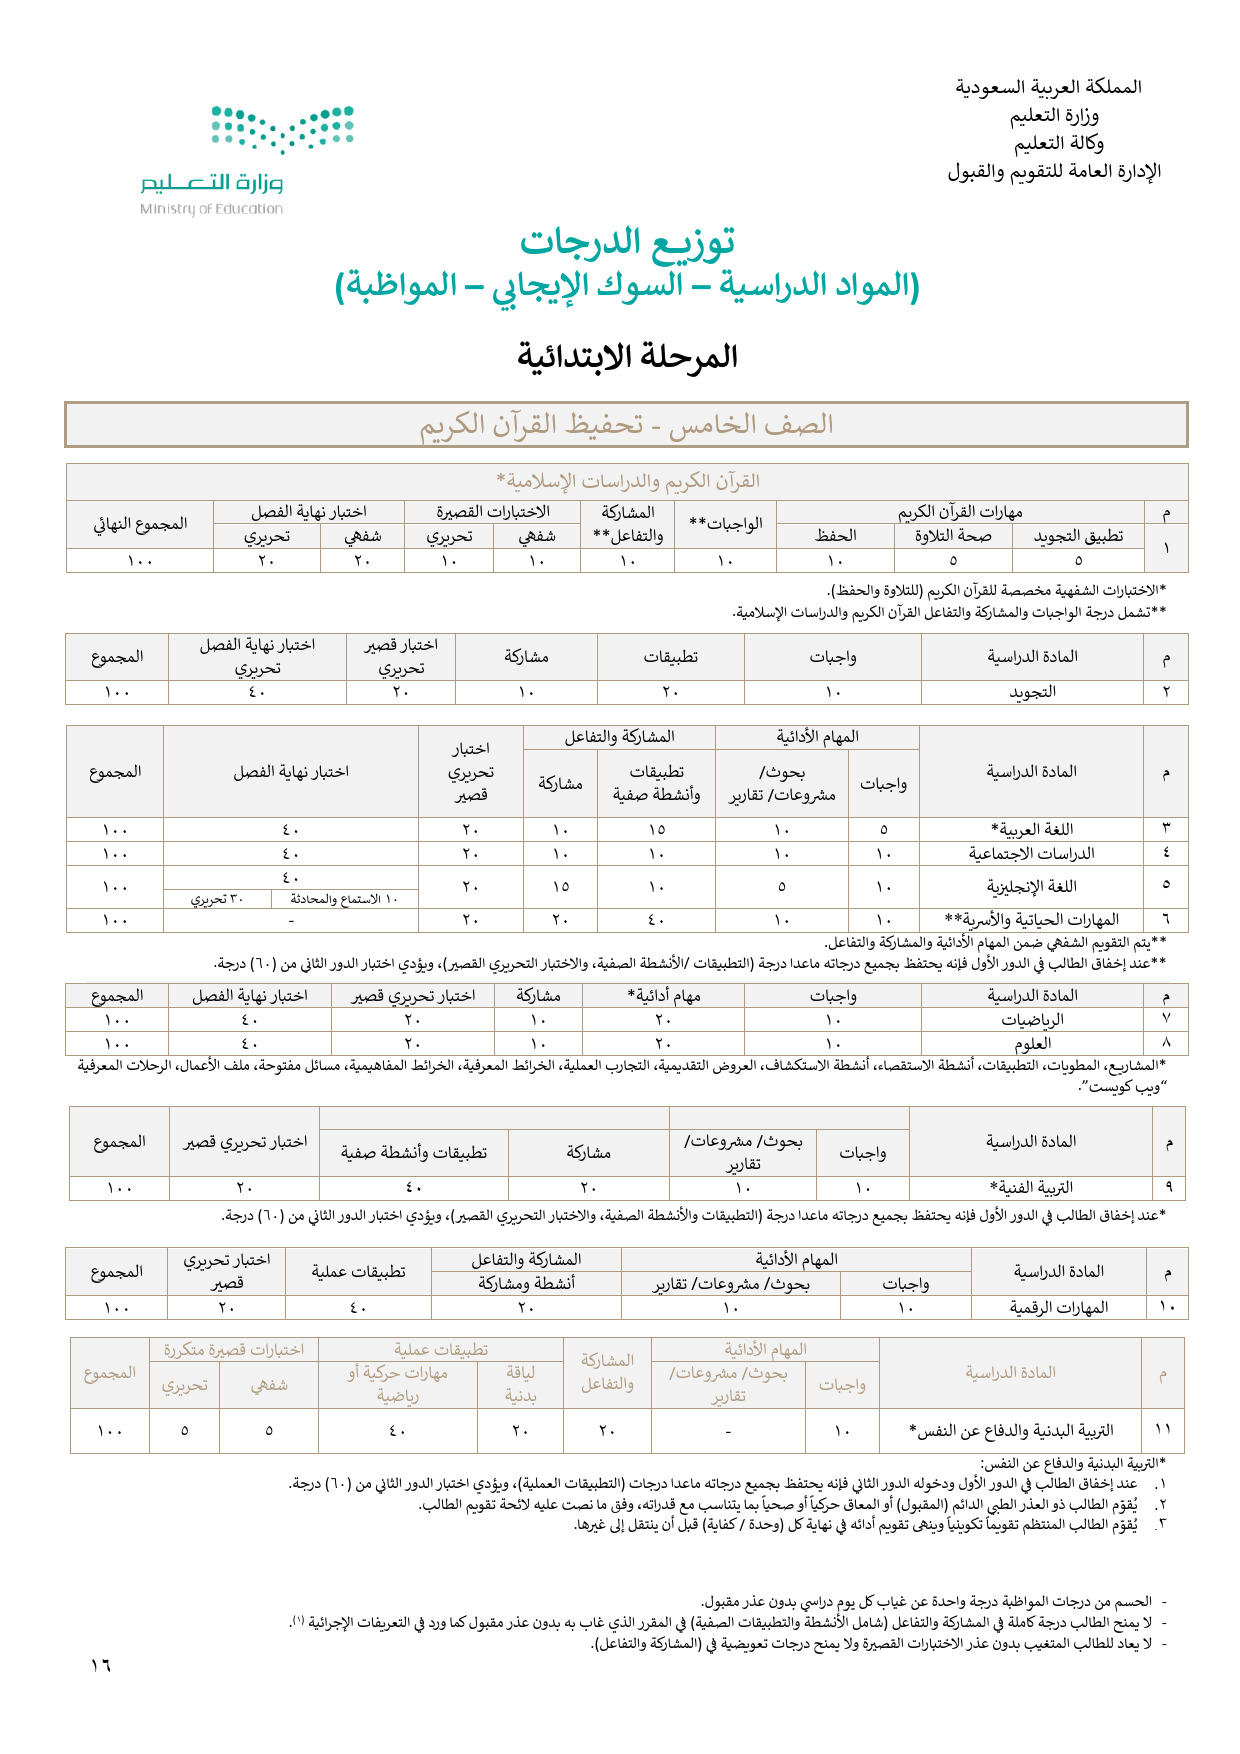 المملكة العربية السعودية
وزارة التعليم
وكالة التعليم
الإدارة العامة للتقويم والقبول
وزارة التعـــليم
Ministry of Education
توزيع الدرجات
(المواد الدراسية – السوك الإيجابي – المواظبة)
المرحلة الابتدائية
الصف الخامس - تحفيظ القرآن الكريم
القرآن الكريم والدراسات الإسلامية*
م مهارات القرآن الكريم الواجبات** المشاركة والتفاعل** الاختبارات القصيرة اختبار نهاية الفصل المجموع النهائي
١ تطبيق التجويد صحة التلاوة الحفظ شفهي تحريري شفهي تحريري
٥ ٥ ١٠ ١٠ ١٠ ١٠ ١٠ ٢٠ ٢٠ ١٠٠
*الاختبارات الشفهية مخصصة للقرآن الكريم (للتلاوة والحفظ).
**تشمل درجة الواجبات والمشاركة والتفاعل القرآن الكريم والدراسات الإسلامية.
م المادة الدراسية واجبات تطبيقات مشاركة اختبار قصير تحريري اختبار نهاية الفصل تحريري المجموع
٢ التجويد ١٠ ٢٠ ١٠ ٢٠ ٤٠ ١٠٠
م المادة الدراسية المهام الأدائية المشاركة والتفاعل اختبار تحريري قصير اختبار نهاية الفصل المجموع
واجبات بحوث/ مشروعات/ تقارير تطبيقات وأنشطة صفية مشاركة
٣ اللغة العربية* ٥ ١٠ ١٥ ١٠ ٢٠ ٤٠ ١٠٠
٤ الدراسات الاجتماعية ١٠ ١٠ ١٠ ١٠ ٢٠ ٤٠ ١٠٠
٥ اللغة الإنجليزية ١٠ ٥ ١٠ ١٥ ٢٠ ٤٠ ١٠٠
١٠ الاستماع والمحادثة ٣٠ تحريري
٦ المهارات الحياتية والأسرية** ١٠ ١٠ ٤٠ ٢٠ ٢٠ - ١٠٠
**يتم التقويم الشفهي ضمن المهام الأدائية والمشاركة والتفاعل.
**عند إخفاق الطالب في الدور الأول فإنه يحتفظ بجميع درجاته ماعدا درجة (التطبيقات /الأنشطة الصفية، والاختبار التحريري القصير)، ويؤدي اختبار الدور الثاني من (٦٠) درجة.
م المادة الدراسية واجبات مهام أدائية* مشاركة اختبار تحريري قصير اختبار نهاية الفصل المجموع
٧ الرياضيات ١٠ ٢٠ ١٠ ٢٠ ٤٠ ١٠٠
٨ العلوم ١٠ ٢٠ ١٠ ٢٠ ٤٠ ١٠٠
*المشاريع، المطويات، التطبيقات، أنشطة الاستقصاء، أنشطة الاستكشاف، العروض التقديمية، التجارب العملية، الخرائط المعرفية، الخرائط المفاهيمية، مسائل مفتوحة، ملف الأعمال، الرحلات المعرفية
“ويب كويست”.
م المادة الدراسية واجبات بحوث/ مشروعات/ تقارير مشاركة تطبيقات وأنشطة صفية اختبار تحريري قصير المجموع
٩ التربية الفنية* ١٠ ١٠ ٢٠ ٤٠ ٢٠ ١٠٠
*عند إخفاق الطالب في الدور الأول فإنه يحتفظ بجميع درجاته ماعدا درجة (التطبيقات والأنشطة الصفية، والاختبار التحريري القصير)، ويؤدي اختبار الدور الثاني من (٦٠) درجة.
م المادة الدراسية المهام الأدائية المشاركة والتفاعل تطبيقات عملية اختبار تحريري قصير المجموع
واجبات بحوث/ مشروعات/ تقارير أنشطة ومشاركة
١٠ المهارات الرقمية ١٠ ١٠ ٢٠ ٤٠ ٢٠ ١٠٠
م المادة الدراسية المهام الأدائية المشاركة والتفاعل تطبيقات عملية اختبارات قصيرة متكررة المجموع
واجبات بحوث/ مشروعات/ تقارير لياقة بدنية مهارات حركية أو رياضية شفهي تحريري
١١ التربية البدنية والدفاع عن النفس* ١٠ - ٢٠ ٢٠ ٤٠ ٥ ٥ ١٠٠
*التربية البدنية والدفاع عن النفس:
١. عند إخفاق الطالب في الدور الأول ودخوله الدور الثاني فإنه يحتفظ بجميع درجاته ماعدا درجات (التطبيقات العملية)، ويؤدي اختبار الدور الثاني من (٦٠) درجة.
٢. يُقوّم الطالب ذو العذر الطبي الدائم (المقبول) أو المعاق حركياً أو صحياً بما يتناسب مع قدراته، وفق ما نصت عليه لائحة تقويم الطالب.
٣. يُقوّم الطالب المنتظم تقويماً تكوينياً وينهى تقويم أدائه في نهاية كل (وحدة / كفاية) قبل أن ينتقل إلى غيرها.
- الحسم من درجات المواظبة درجة واحدة عن غياب كل يوم دراسي بدون عذر مقبول.
- لا يمنح الطالب درجة كاملة في المشاركة والتفاعل (شامل الأنشطة والتطبيقات الصفية) في المقرر الذي غاب به بدون عذر مقبول كما ورد في التعريفات الإجرائية (١).
- لا يعاد للطالب المتغيب بدون عذر الاختبارات القصيرة ولا يمنح درجات تعويضية في (المشاركة والتفاعل).
١٦